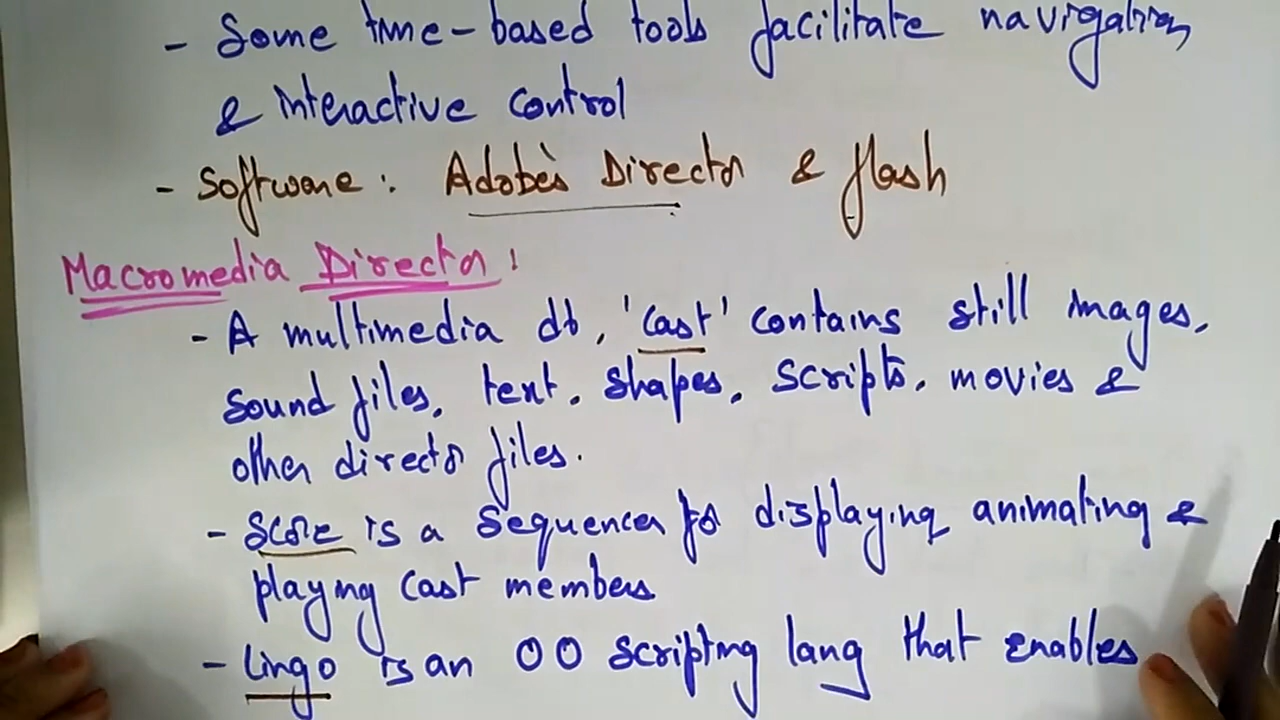 - Some time-based tools facilitate navigation
& interactive control
- Software: Adobe's Director & flash
Macromedia Director:
- A multimedia db, 'Cast' contains still images,
sound files, text, shapes, scripts, movies &
other director files.
- Score is a sequencer for displaying animating &
playing cast members
- Lingo is an OO scripting lang that enables